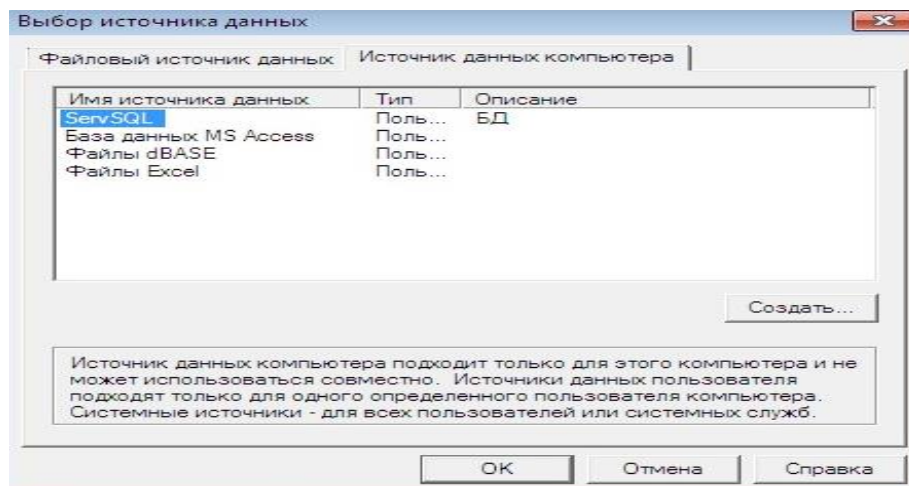 Выбор источника данных
Файловый источник данных Источник данных компьютера
Имя источника данных Тип Описание
ServSQL Поль... БД
База данных MS Access Поль...
Файлы dBASE Поль...
Файлы Excel Поль...
Создать...
Источник данных компьютера подходит только для этого компьютера и не
может использоваться совместно. Источники данных пользователя
подходят только для одного определенного пользователя компьютера.
Системные источники - для всех пользователей или системных служб.
OK Отмена Справка